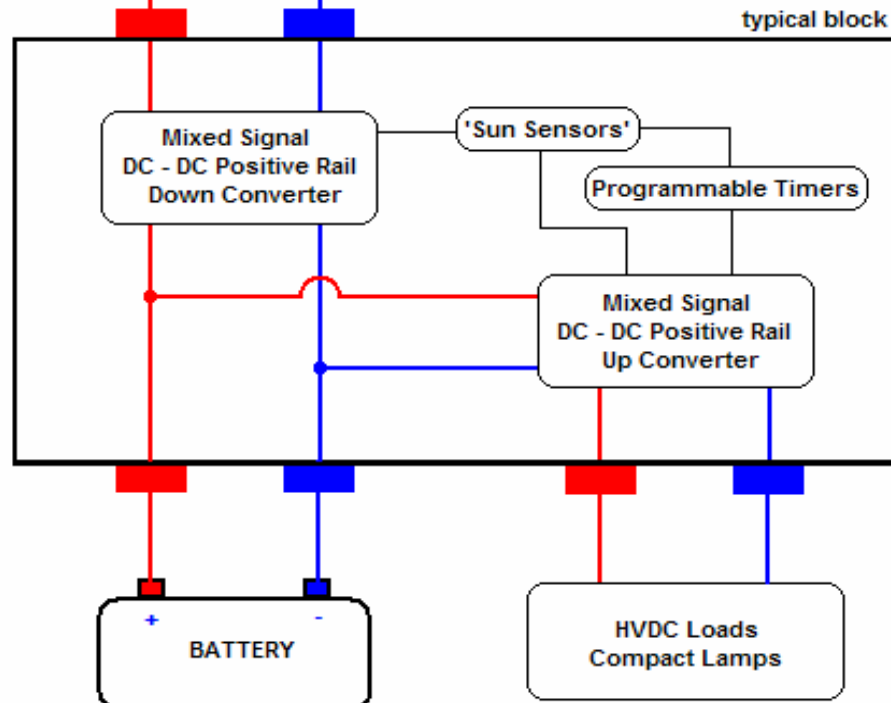 typical block
Mixed Signal
DC - DC Positive Rail
Down Converter
'Sun Sensors'
Programmable Timers
Mixed Signal
DC - DC Positive Rail
Up Converter
+ -
BATTERY
HVDC Loads
Compact Lamps